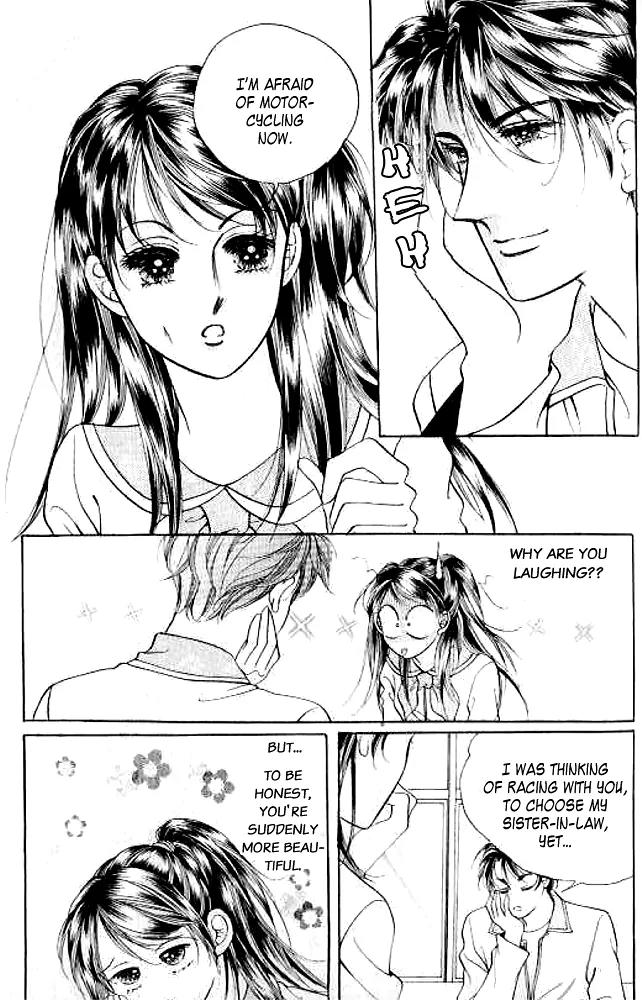 I'M AFRAID
OF MOTOR-
CYCLING
NOW.
HEH
WHY ARE YOU
LAUGHING??
BUT...
TO BE
HONEST,
YOU'RE
SUDDENLY
MORE BEAU-
TIFUL.
I WAS THINKING
OF RACING WITH YOU,
TO CHOOSE MY
SISTER-IN-LAW,
YET...